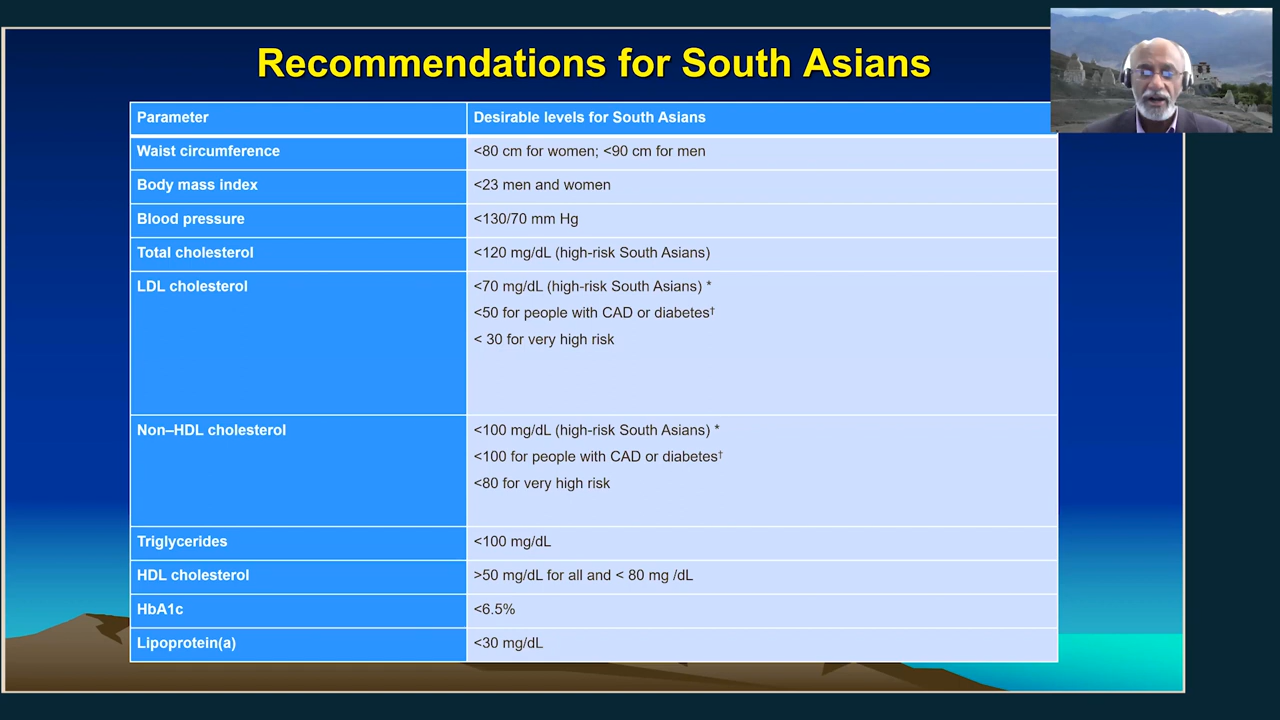 Recommendations for South Asians
Parameter Desirable levels for South Asians
Waist circumference <80 cm for women; <90 cm for men
Body mass index <23 men and women
Blood pressure <130/70 mm Hg
Total cholesterol <120 mg/dL (high-risk South Asians)
LDL cholesterol <70 mg/dL (high-risk South Asians) *
<50 for people with CAD or diabetes†
< 30 for very high risk
Non–HDL cholesterol <100 mg/dL (high-risk South Asians) *
<100 for people with CAD or diabetes†
<80 for very high risk
Triglycerides <100 mg/dL
HDL cholesterol >50 mg/dL for all and < 80 mg /dL
HbA1c <6.5%
Lipoprotein(a) <30 mg/dL